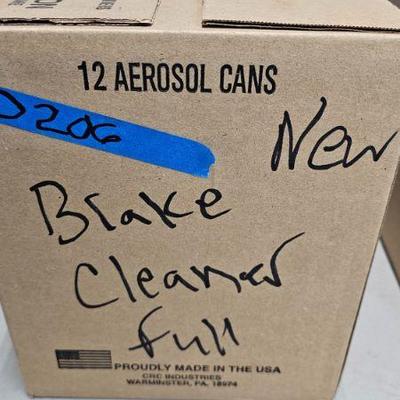 12 AEROSOL CANS
D206
New
Brake
Cleaner
full
PROUDLY MADE IN THE USA
CRC INDUSTRIES
WARMINSTER, PA. 18974